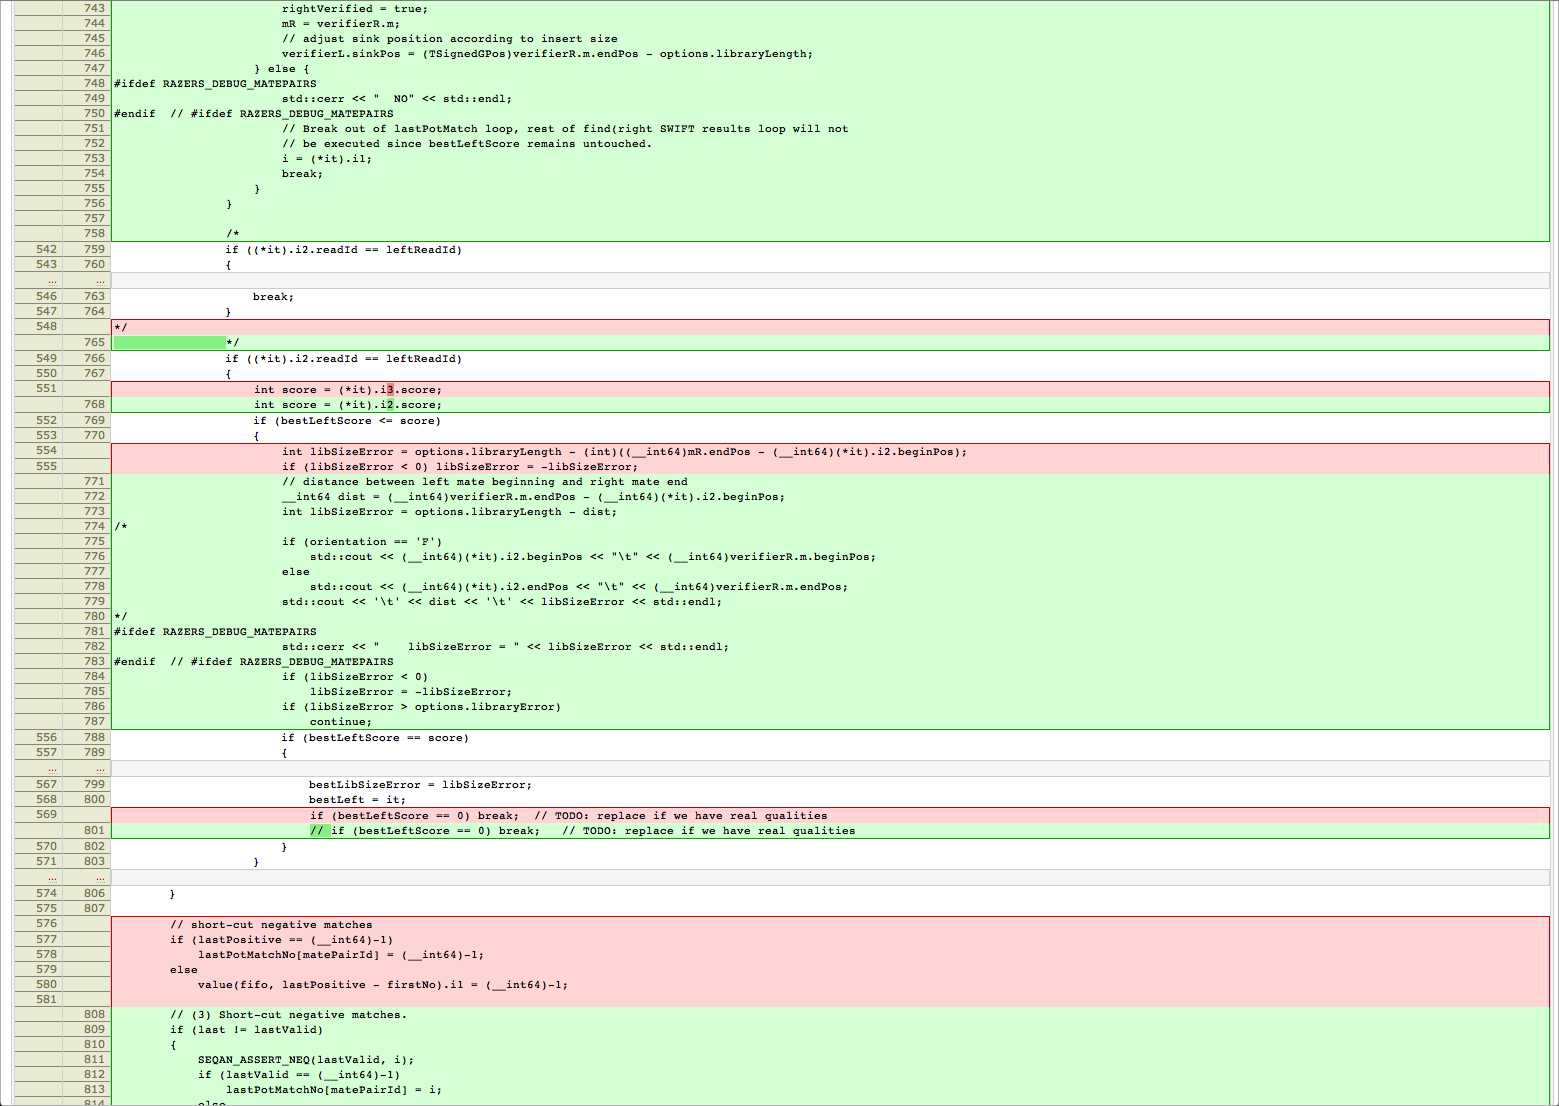 743 rightVerified = true;
744 mR = verifierR.m;
745 // adjust sink position according to insert size
746 verifierL.sinkPos = (TSignedGPos)verifierR.m.endPos - options.libraryLength;
747 } else {
748 #ifdef RAZERS_DEBUG_MATEPAIRS
749 std::cerr << "  NO" << std::endl;
750 #endif  // #ifdef RAZERS_DEBUG_MATEPAIRS
751 // Break out of lastPotMatch loop, rest of find(right SWIFT results loop will not
752 // be executed since bestLeftScore remains untouched.
753 i = (*it).i1;
754 break;
755 }
756 }
757
758 /*
542 759 if ((*it).i2.readId == leftReadId)
543 760 {
... ...
546 763 break;
547 764 }
548 */
765 */
549 766 if ((*it).i2.readId == leftReadId)
550 767 {
551 int score = (*it).i3.score;
768 int score = (*it).i2.score;
552 769 if (bestLeftScore <= score)
553 770 {
554 int libSizeError = options.libraryLength - (int)((__int64)mR.endPos - (__int64)(*it).i2.beginPos);
555 if (libSizeError < 0) libSizeError = -libSizeError;
771 // distance between left mate beginning and right mate end
772 __int64 dist = (__int64)verifierR.m.endPos - (__int64)(*it).i2.beginPos;
773 int libSizeError = options.libraryLength - dist;
774 /*
775 if (orientation == 'F')
776 std::cout << (__int64)(*it).i2.beginPos << "\t" << (__int64)verifierR.m.beginPos;
777 else
778 std::cout << (__int64)(*it).i2.endPos << "\t" << (__int64)verifierR.m.endPos;
779 std::cout << '\t' << dist << '\t' << libSizeError << std::endl;
780 */
781 #ifdef RAZERS_DEBUG_MATEPAIRS
782 std::cerr << "    libSizeError = " << libSizeError << std::endl;
783 #endif  // #ifdef RAZERS_DEBUG_MATEPAIRS
784 if (libSizeError < 0)
785 libSizeError = -libSizeError;
786 if (libSizeError > options.libraryError)
787 continue;
556 788 if (bestLeftScore == score)
557 789 {
... ...
567 799 bestLibSizeError = libSizeError;
568 800 bestLeft = it;
569 if (bestLeftScore == 0) break;  // TODO: replace if we have real qualities
801 // if (bestLeftScore == 0) break;   // TODO: replace if we have real qualities
570 802 }
571 803 }
... ...
574 806 }
575 807
576 // short-cut negative matches
577 if (lastPositive == (__int64)-1)
578 lastPotMatchNo[matePairId] = (__int64)-1;
579 else
580 value(fifo, lastPositive - firstNo).i1 = (__int64)-1;
581
808 // (3) Short-cut negative matches.
809 if (last != lastValid)
810 {
811 SEQAN_ASSERT_NEQ(lastValid, i);
812 if (lastValid == (__int64)-1)
813 lastPotMatchNo[matePairId] = i;
814 else